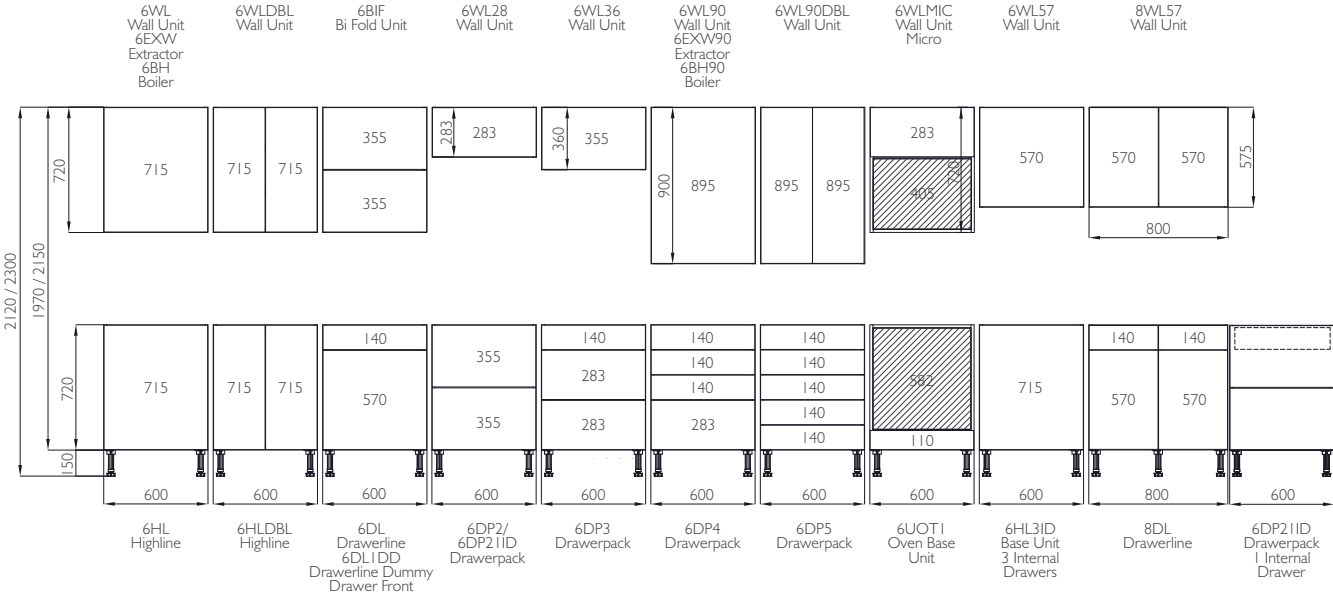 6WL
Wall Unit
6EXW
Extractor
6BH
Boiler
6WLDBL
Wall Unit
6BIF
Bi Fold Unit
6WL28
Wall Unit
6WL36
Wall Unit
6WL90
Wall Unit
6EXW90
Extractor
6BH90
Boiler
6WL90DBL
Wall Unit
6WLMIC
Wall Unit
Micro
6WL57
Wall Unit
8WL57
Wall Unit
2120 / 2300
1970 / 2150
720
715
715 715
355
355
283
283
360
355
900
895
895 895
283
720
405
570
570 570
575
800
720
150
715
715 715
140
570
355
355
140
283
283
140
140
140
283
140
140
140
140
140
582
110
715
140 140
570 570
600 600 600 600 600 600 600 600 600 800 600
6HL
Highline
6HLDBL
Highline
6DL
Drawerline
6DL1DD
Drawerline Dummy
Drawer Front
6DP2/
6DP21ID
Drawerpack
6DP3
Drawerpack
6DP4
Drawerpack
6DP5
Drawerpack
6UOT1
Oven Base
Unit
6HL3ID
Base Unit
3 Internal
Drawers
8DL
Drawerline
6DP21ID
Drawerpack
1 Internal
Drawer